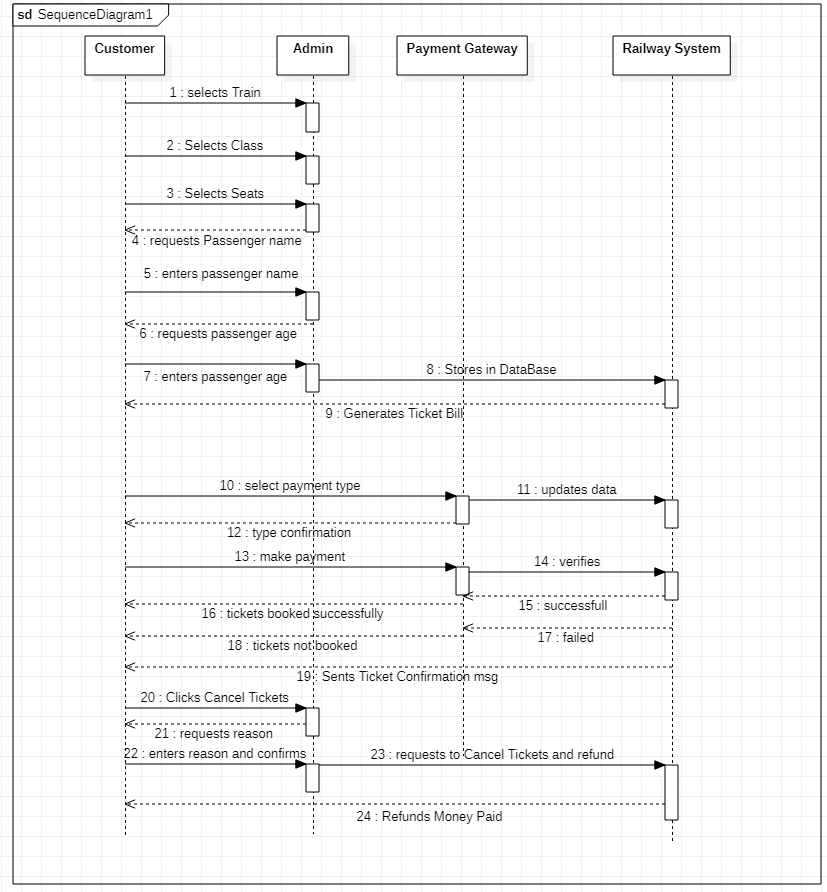 sd SequenceDiagram1
Customer
Admin
Payment Gateway
Railway System
1 : selects Train
2 : Selects Class
3 : Selects Seats
4 : requests Passenger name
5 : enters passenger name
6 : requests passenger age
7 : enters passenger age
8 : Stores in DataBase
9 : Generates Ticket Bill
10 : select payment type
11 : updates data
12 : type confirmation
13 : make payment
14 : verifies
15 : successfull
16 : tickets booked successfully
17 : failed
18 : tickets not booked
19 : Sents Ticket Confirmation msg
20 : Clicks Cancel Tickets
21 : requests reason
22 : enters reason and confirms
23 : requests to Cancel Tickets and refund
24 : Refunds Money Paid